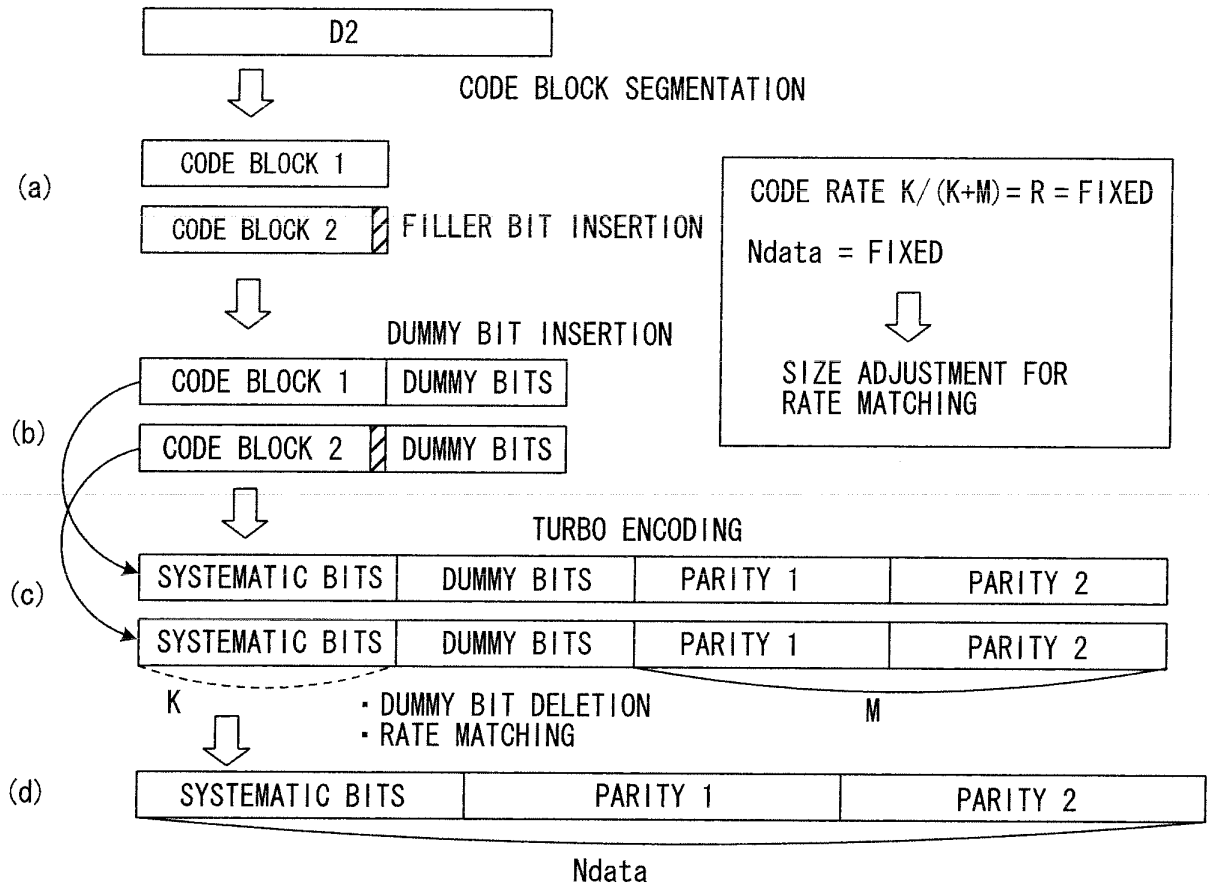 D2
CODE BLOCK SEGMENTATION
(a)
CODE BLOCK 1
CODE BLOCK 2
FILLER BIT INSERTION
CODE RATE K/(K+M)=R=FIXED
Ndata = FIXED
SIZE ADJUSTMENT FOR
RATE MATCHING
DUMMY BIT INSERTION
(b)
CODE BLOCK 1 DUMMY BITS
CODE BLOCK 2 DUMMY BITS
TURBO ENCODING
(c)
SYSTEMATIC BITS DUMMY BITS PARITY 1 PARITY 2
SYSTEMATIC BITS DUMMY BITS PARITY 1 PARITY 2
K
M
・DUMMY BIT DELETION
・RATE MATCHING
(d)
SYSTEMATIC BITS PARITY 1 PARITY 2
Ndata